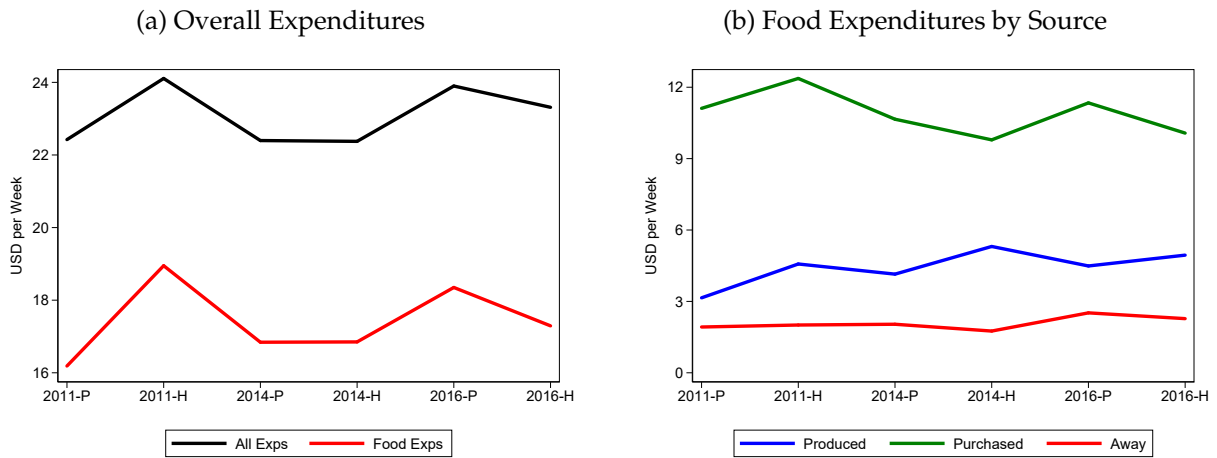 (a) Overall Expenditures
24
22
20
18
16
USD per Week
2011-P 2011-H 2014-P 2014-H 2016-P 2016-H
All Exps Food Exps
(b) Food Expenditures by Source
12
9
6
3
0
USD per Week
2011-P 2011-H 2014-P 2014-H 2016-P 2016-H
Produced Purchased Away